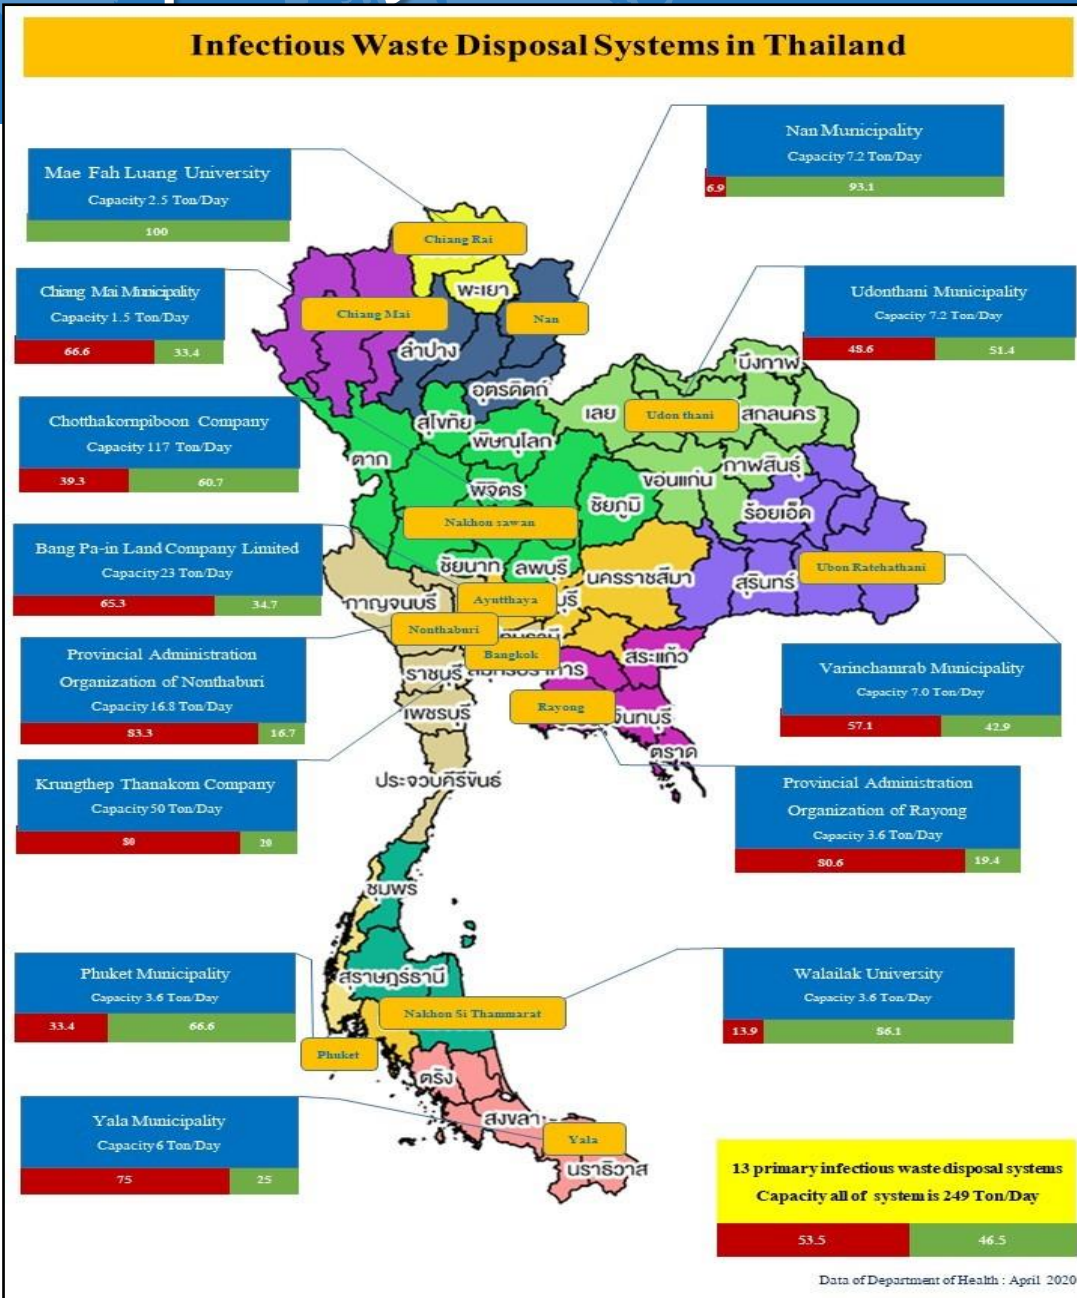 Infectious Waste Disposal Systems in Thailand
Nan Municipality
Capacity 7.2 Ton/Day
6.9 93.1
Mae Fah Luang University
Capacity 2.5 Ton/Day
100
Chiang Rai
Chiang Mai Municipality
Capacity 1.5 Ton/Day
66.6 33.4
พะเยา
Chiang Mai
Nan
Udonthani Municipality
Capacity 7.2 Ton/Day
48.6 51.4
ลำปาง
อุตรดิตถ์
บึงกาฬ
เลย
Udon thani
สกลนคร
Chotthakornpiboon Company
Capacity 117 Ton/Day
39.3 60.7
สุโขทัย
พิษณุโลก
ตาก
ขอนแก่น
กาฬสินธุ์
พิจิตร
ชัยภูมิ
ร้อยเอ็ด
Nakhon sawan
Bang Pa-in Land Company Limited
Capacity 23 Ton/Day
65.3 34.7
ชัยนาท
ลพบุรี
นครราชสีมา
สุรินทร์
Ubon Ratchathani
กาญจนบุรี
Ayutthaya
Nonthaburi
Bangkok
Provincial Administration
Organization of Nonthaburi
Capacity 16.8 Ton/Day
83.3 16.7
ราชบุรี
สระแก้ว
Varinchamrab Municipality
Capacity 7.0 Ton/Day
57.1 42.9
เพชรบุรี
Rayong
ตราด
Krungthep Thanakom Company
Capacity 50 Ton/Day
80 20
ประจวบคีรีขันธ์
Provincial Administration
Organization of Rayong
Capacity 3.6 Ton/Day
80.6 19.4
ชุมพร
Phuket Municipality
Capacity 3.6 Ton/Day
33.4 66.6
สุราษฎร์ธานี
Nakhon Si Thammarat
Walailak University
Capacity 3.6 Ton/Day
13.9 86.1
Phuket
ตรัง
Yala Municipality
Capacity 6 Ton/Day
75 25
สงขลา
Yala
นราธิวาส
13 primary infectious waste disposal systems
Capacity all of system is 249 Ton/Day
53.5 46.5
Data of Department of Health : April 2020